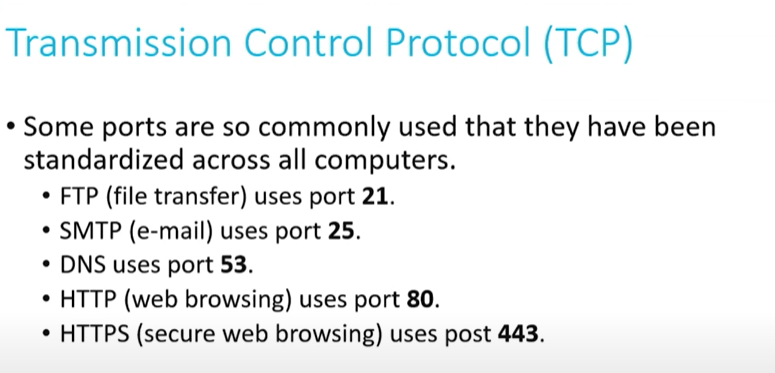 Transmission Control Protocol (TCP)
• Some ports are so commonly used that they have been
standardized across all computers.
• FTP (file transfer) uses port 21.
• SMTP (e-mail) uses port 25.
• DNS uses port 53.
• HTTP (web browsing) uses port 80.
• HTTPS (secure web browsing) uses post 443.